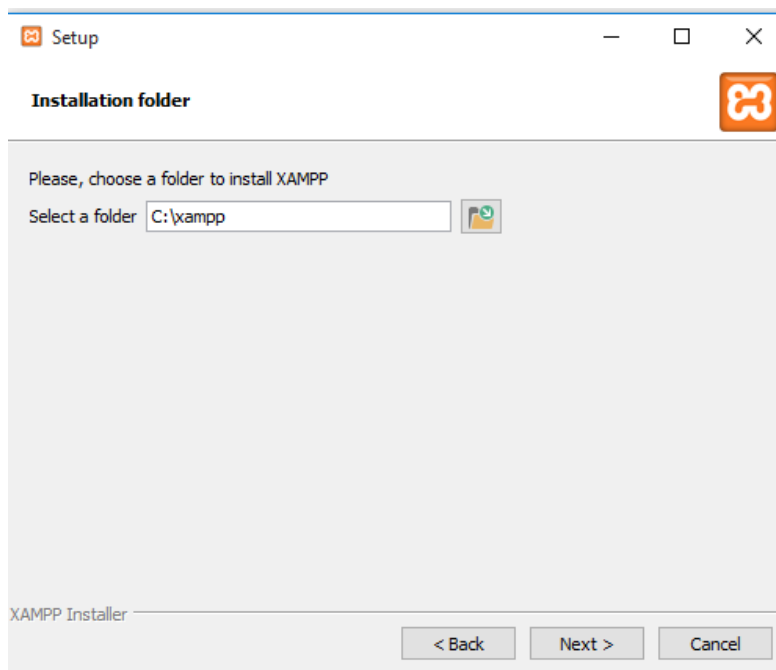 Setup
Installation folder
Please, choose a folder to install XAMPP
Select a folder C:\xampp
XAMPP Installer
< Back Next > Cancel